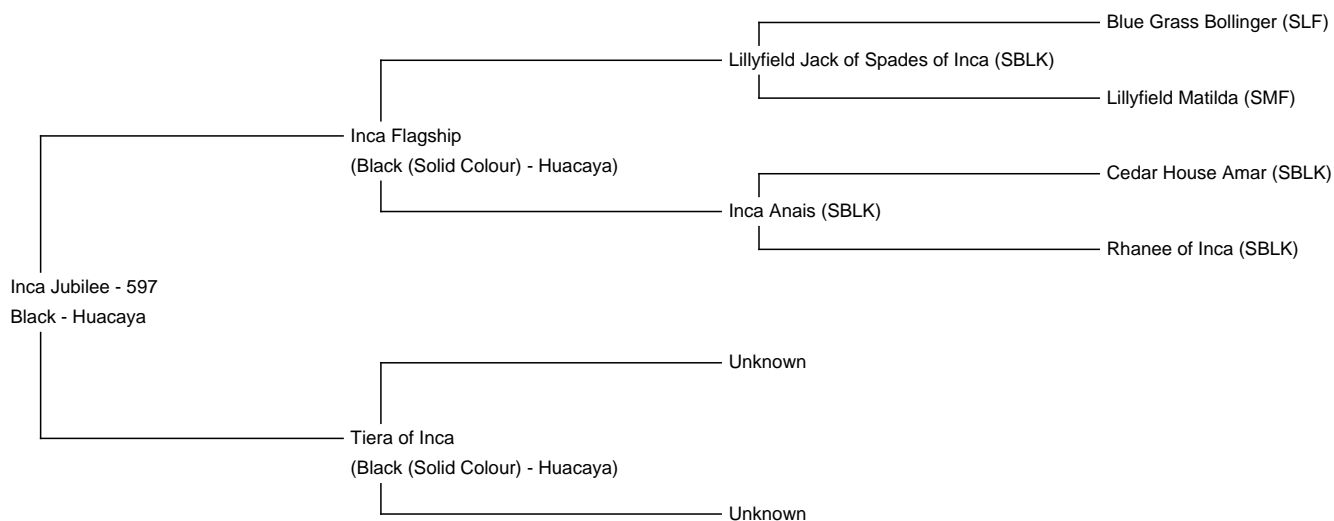 Blue Grass Bollinger (SLF)
Lillyfield Jack of Spades of Inca (SBLK)
Lillyfield Matilda (SMF)
Inca Flagship
(Black (Solid Colour) - Huacaya)
Cedar House Amar (SBLK)
Inca Anais (SBLK)
Rhanee of Inca (SBLK)
Inca Jubilee - 597
Black - Huacaya
Unknown
Tiera of Inca
(Black (Solid Colour) - Huacaya)
Unknown